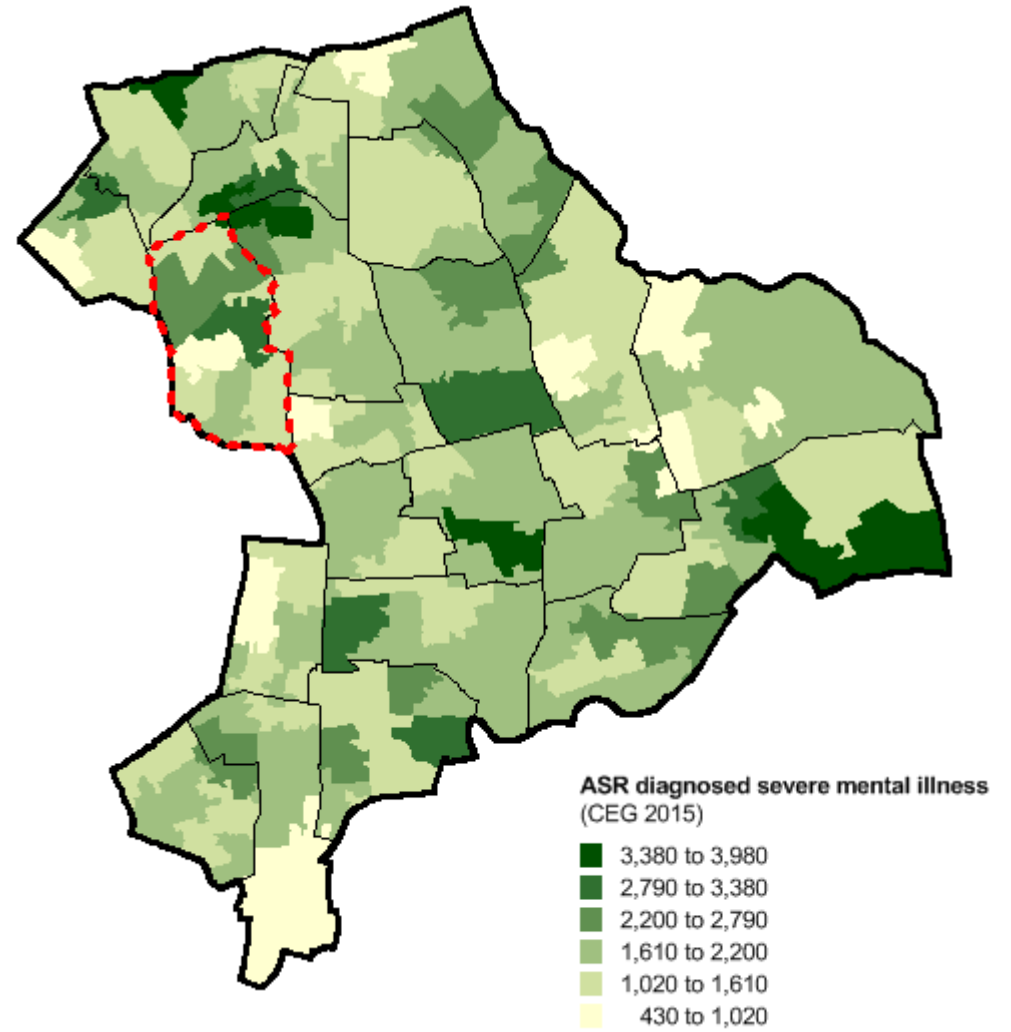 ASR diagnosed severe mental illness
(CEG 2015)
3,380 to 3,980
2,790 to 3,380
2,200 to 2,790
1,610 to 2,200
1,020 to 1,610
430 to 1,020